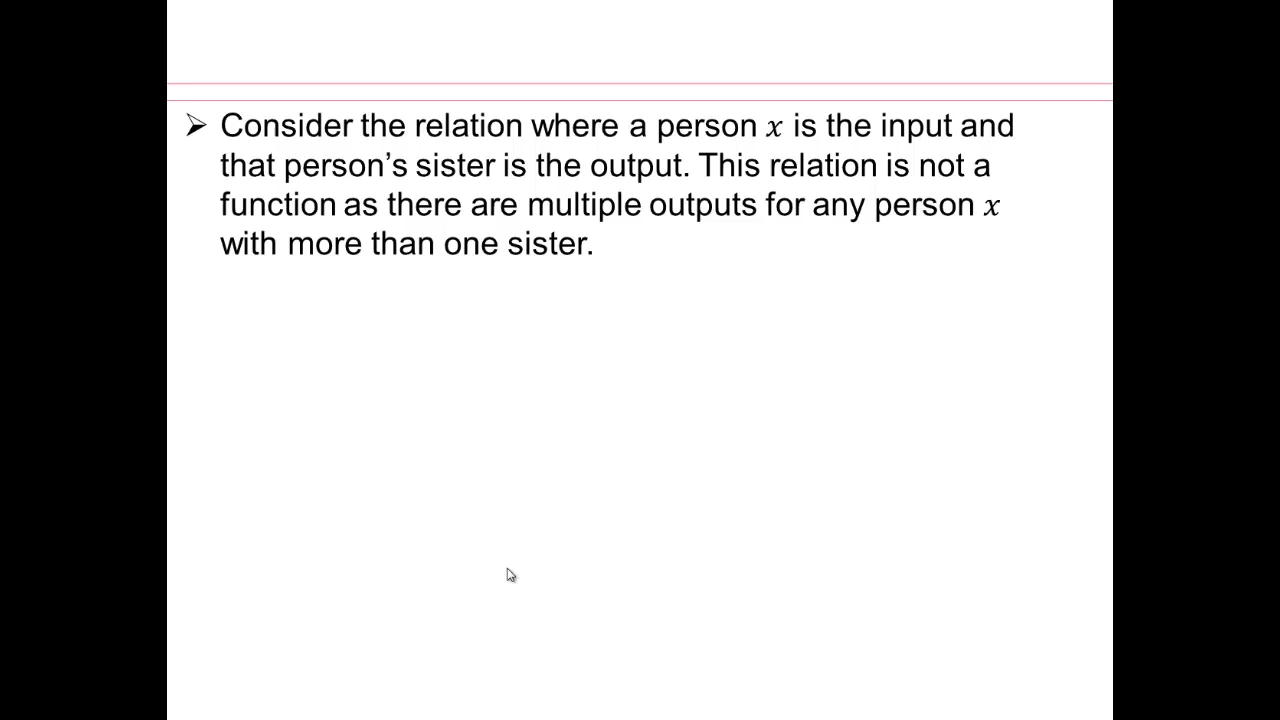 ➢ Consider the relation where a person 𝑥 is the input and
that person’s sister is the output. This relation is not a
function as there are multiple outputs for any person 𝑥
with more than one sister.